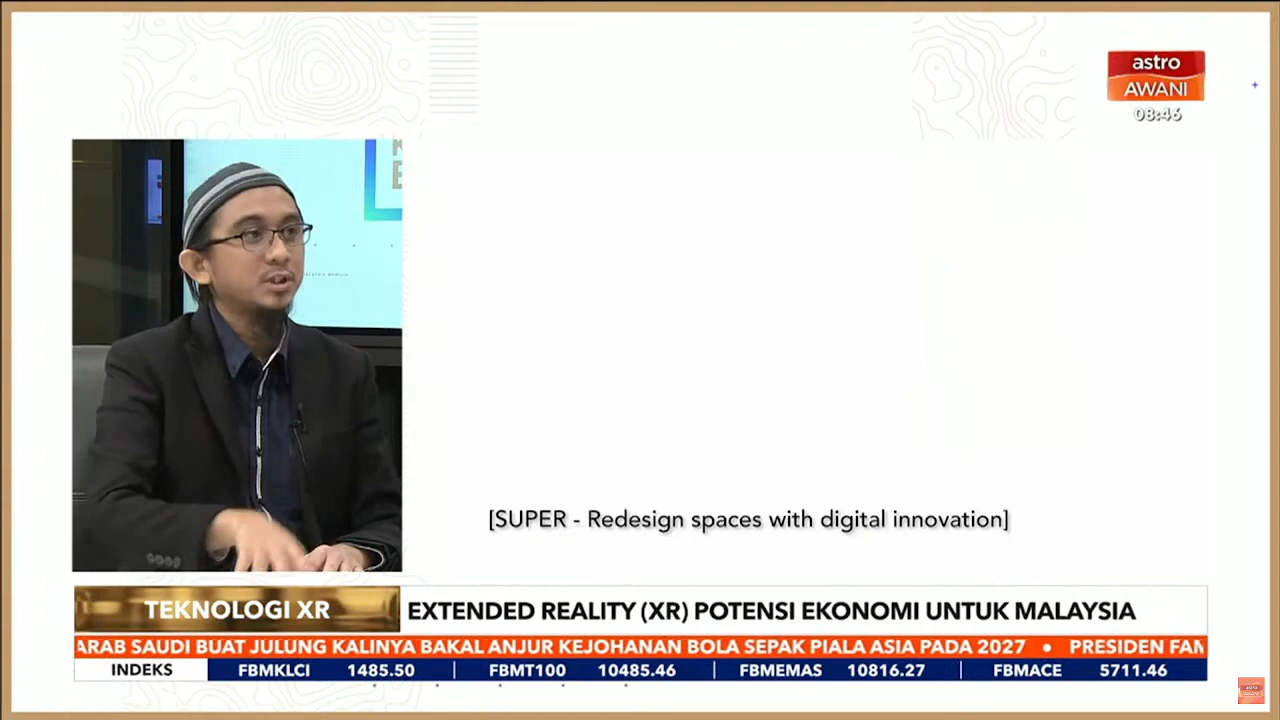 astro
AWANI
08:46
[SUPER - Redesign spaces with digital innovation]
TEKNOLOGI XR
EXTENDED REALITY (XR) POTENSI EKONOMI UNTUK MALAYSIA
ARAB SAUDI BUAT JULUNG KALINYA BAKAL ANJUR KEJOHANAN BOLA SEPAK PIALA ASIA PADA 2027 • PRESIDEN
INDEKS FBMKLCI 1485.50 FBMT100 10485.46 FBMEMAS 10816.27 FBMACE 5711.46
astro
AWANI